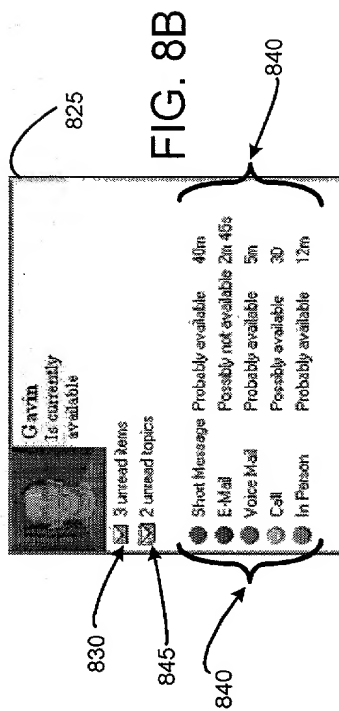 FIG. 8B
825
Gavin
Is currently
available
830
3 unread items
845
2 unread topics
840
840
Short Message Probably available 40m
E-Mail Possibly not available 2m 45s
Voice Mail Probably available 5m
Call Possibly available 30
In Person Probably available 12m